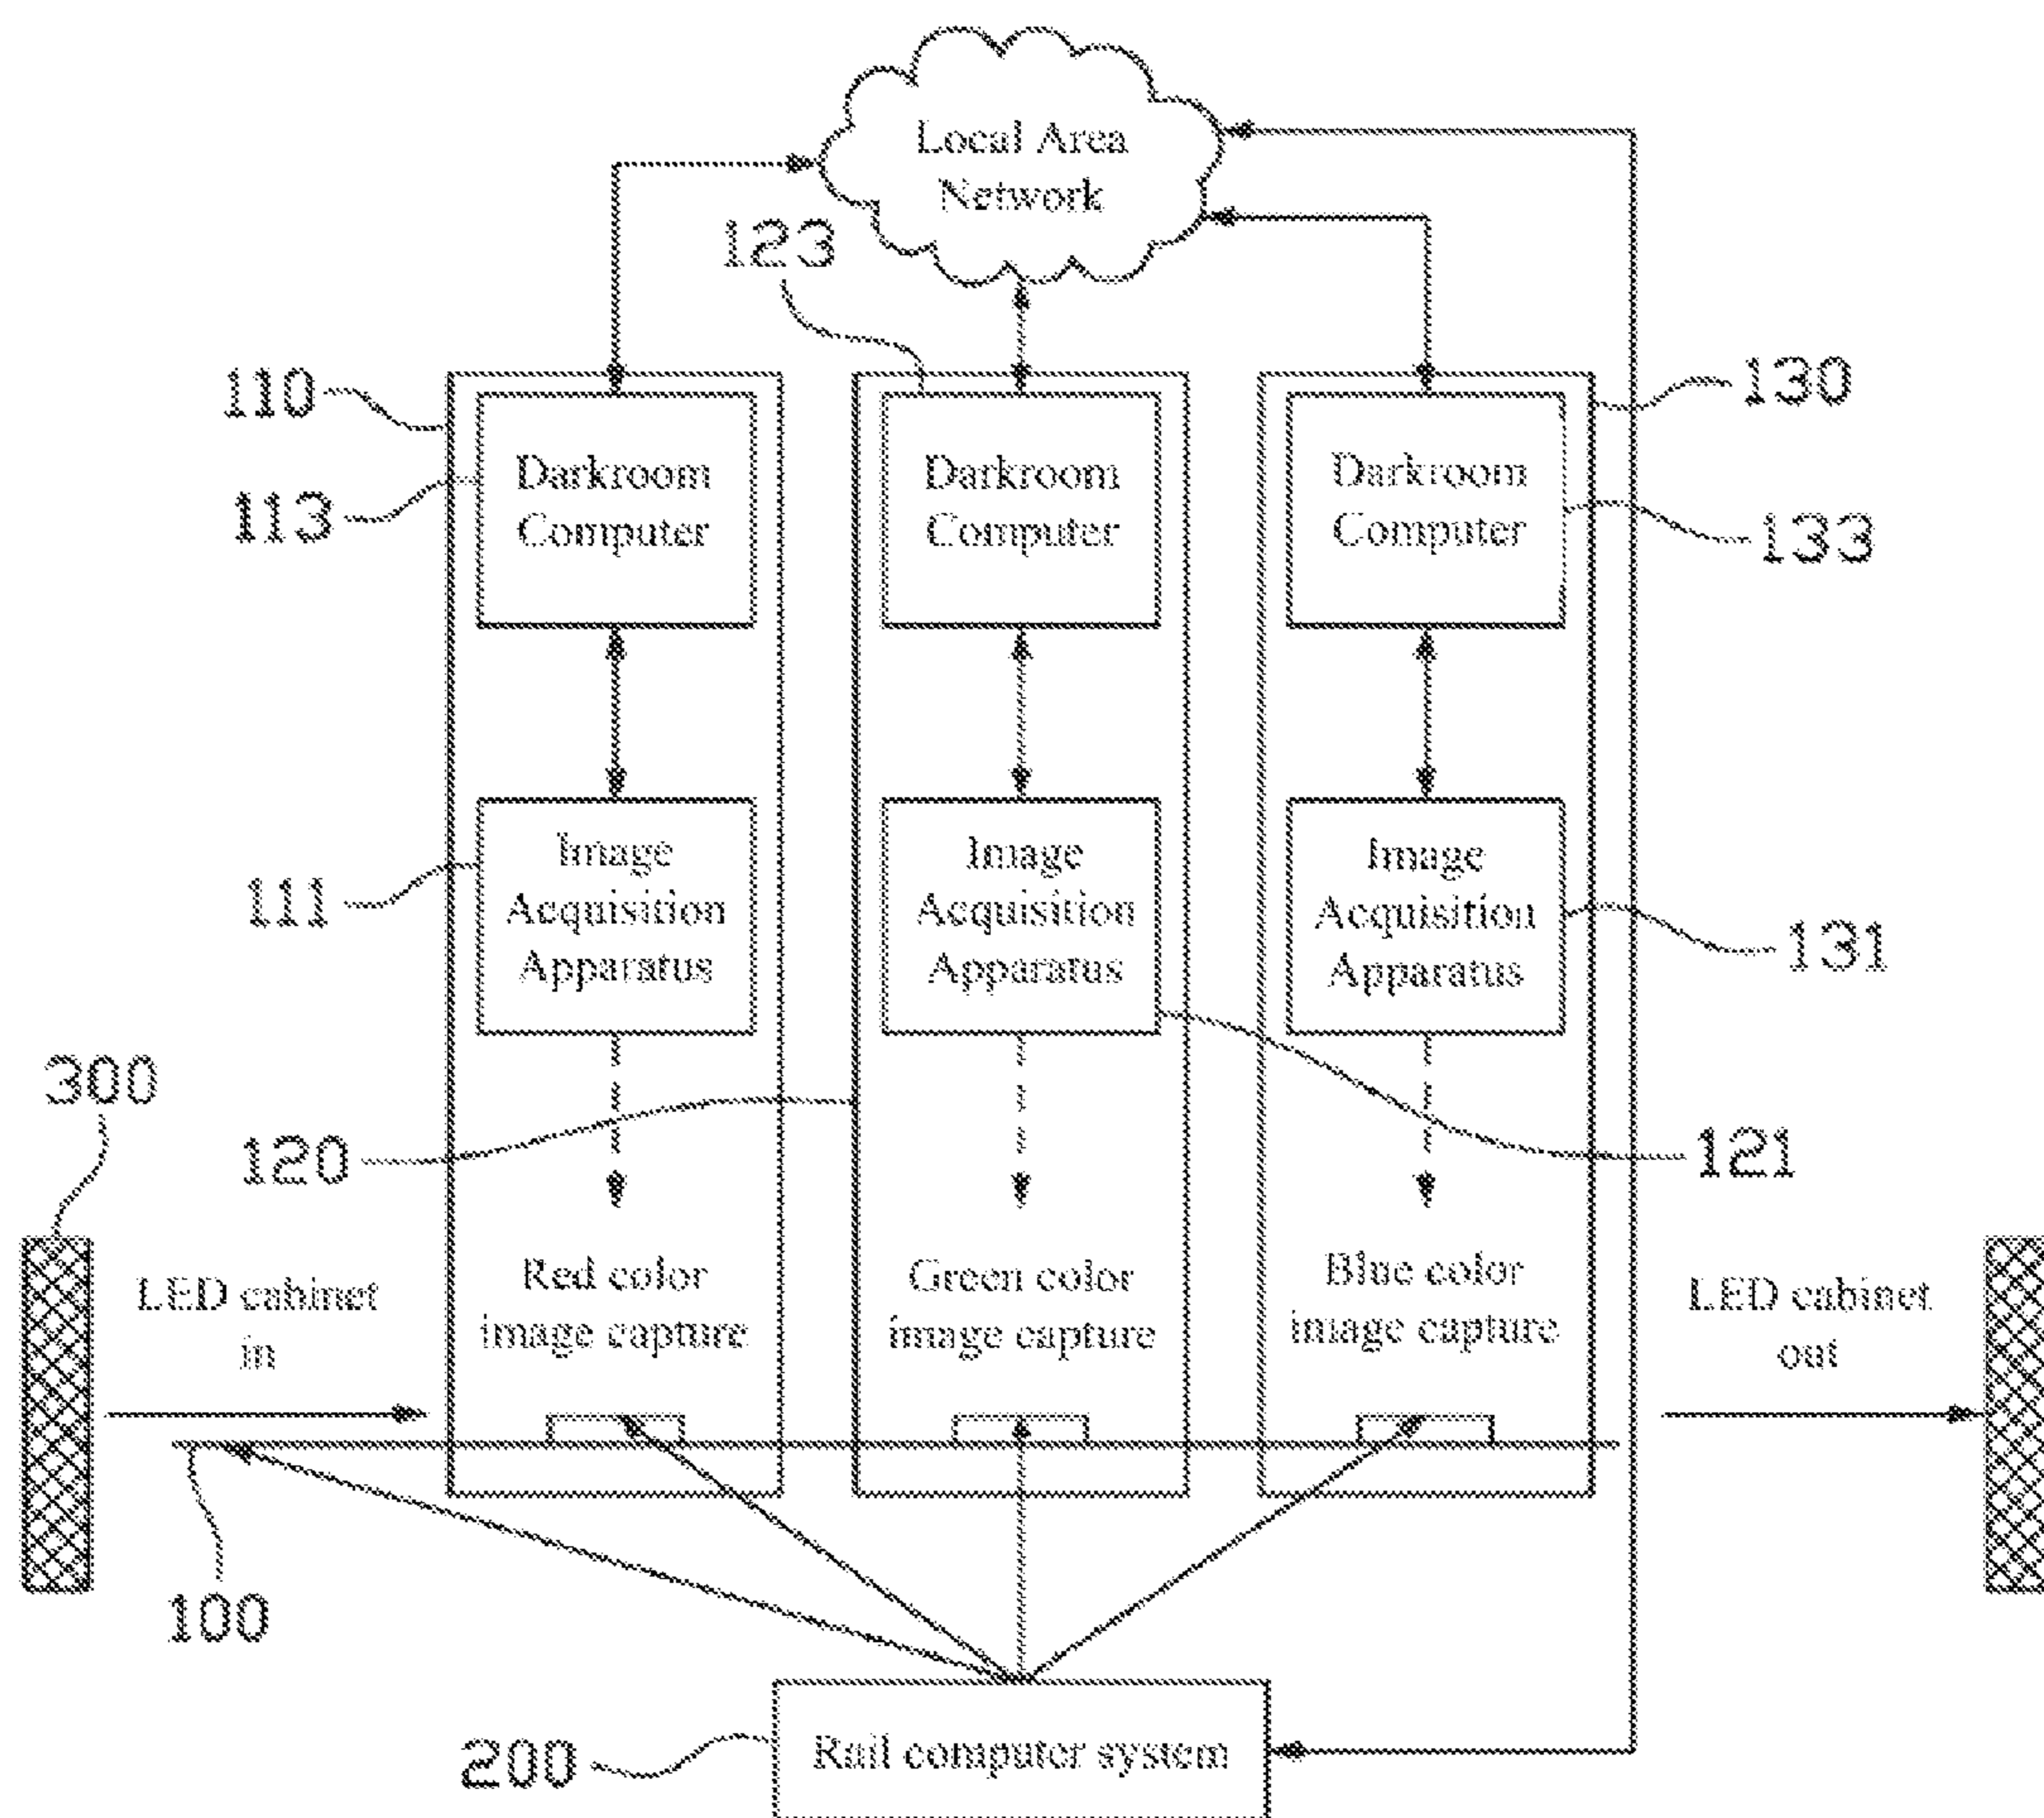 Local Area
Network
123
110
130
Darkroom
Computer
Darkroom
Computer
Darkroom
Computer
113
133
Image
Acquisition
Apparatus
Image
Acquisition
Apparatus
Image
Acquisition
Apparatus
111
131
300
120
121
LED cabinet
in
Red color
image capture
Green color
image capture
Blue color
image capture
LED cabinet
out
100
200
Rail computer system